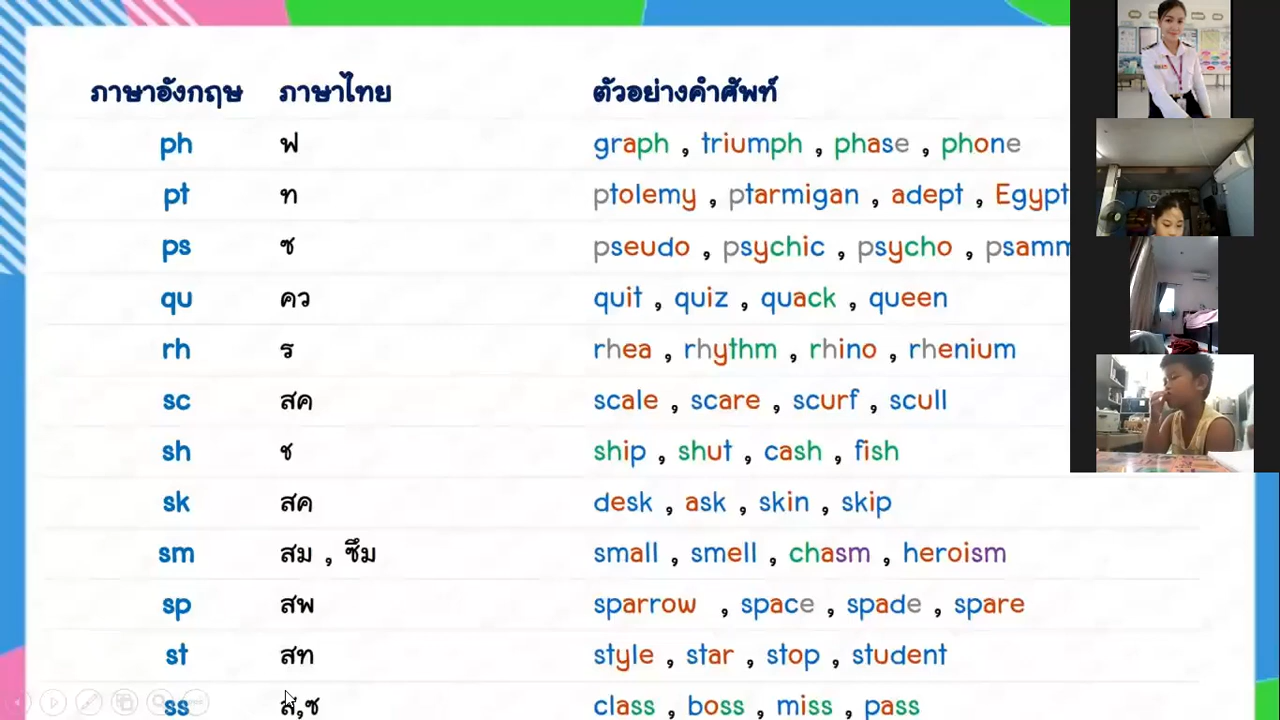 ภาษาอังกฤษ ภาษาไทย ตัวอย่างคำศัพท์
ph ฟ graph , triumph , phase , phone
pt ท ptolemy , ptarmigan , adept , Egypt
ps ซ pseudo , psychic , psycho , psamm
qu คว quit , quiz , quack , queen
rh ร rhea , rhythm , rhino , rhenium
sc สค scale , scare , scurf , scull
sh ช ship , shut , cash , fish
sk สค desk , ask , skin , skip
sm สม , ซึม small , smell , chasm , heroism
sp สพ sparrow , space , spade , spare
st สท style , star , stop , student
ss ส,ซ class , boss , miss , pass